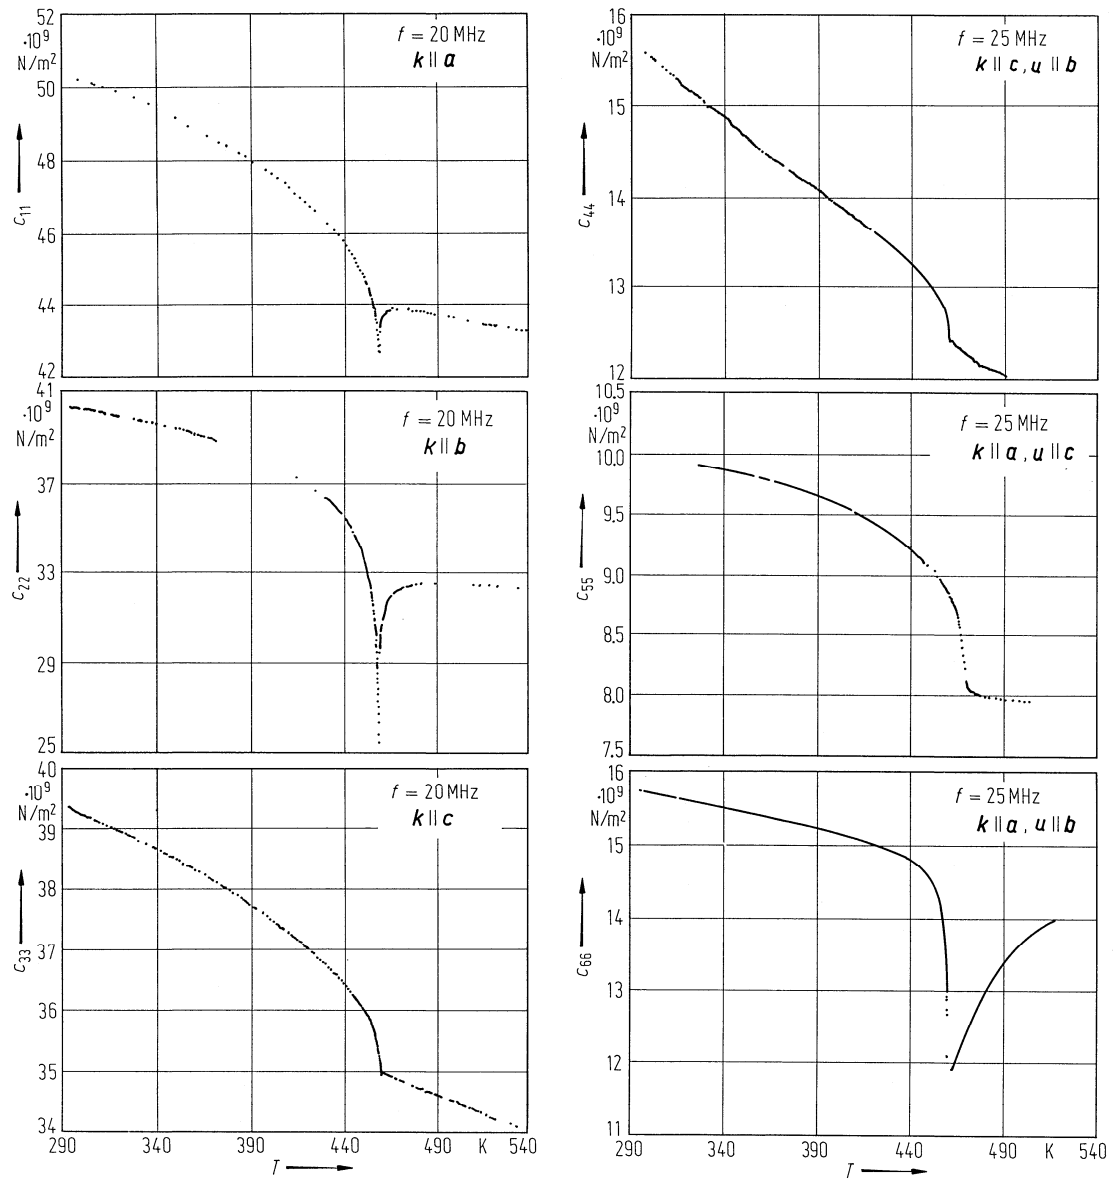 52
·10⁹
N/m²
50
48
46
44
42
c₁₁
f = 20 MHz
k || a
16
·10⁹
N/m²
15
14
13
12
c₄₄
f = 25 MHz
k || c, u || b
41
·10⁹
N/m²
37
33
29
25
c₂₂
f = 20 MHz
k || b
10.5
·10⁹
N/m²
10.0
9.5
9.0
8.5
8.0
7.5
c₅₅
f = 25 MHz
k || a, u || c
40
·10⁹
N/m²
39
38
37
36
35
34
c₃₃
f = 20 MHz
k || c
290 340 390 440 490 K 540
T
16
·10⁹
N/m²
15
14
13
12
11
c₆₆
f = 25 MHz
k || a, u || b
290 340 390 440 490 K 540
T